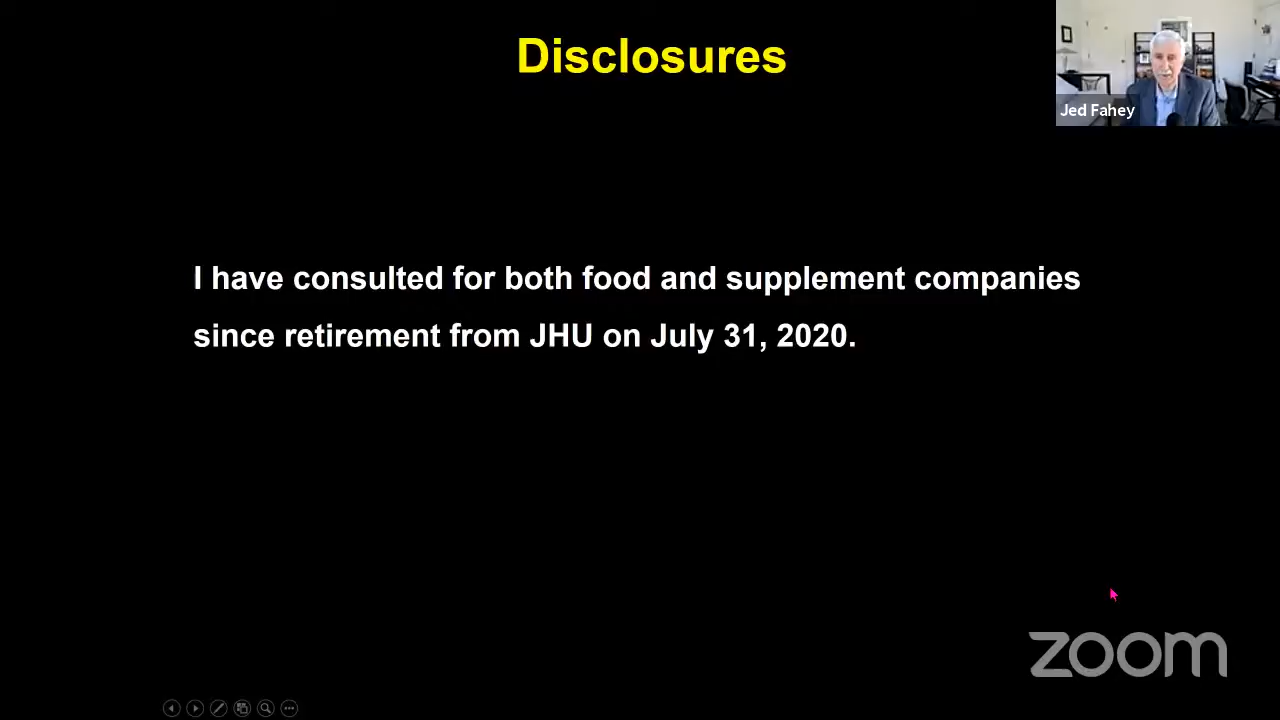 Disclosures
Jed Fahey
I have consulted for both food and supplement companies
since retirement from JHU on July 31, 2020.
zoom